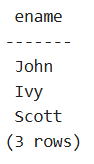 ename
-------
John
Ivy
Scott
(3 rows)